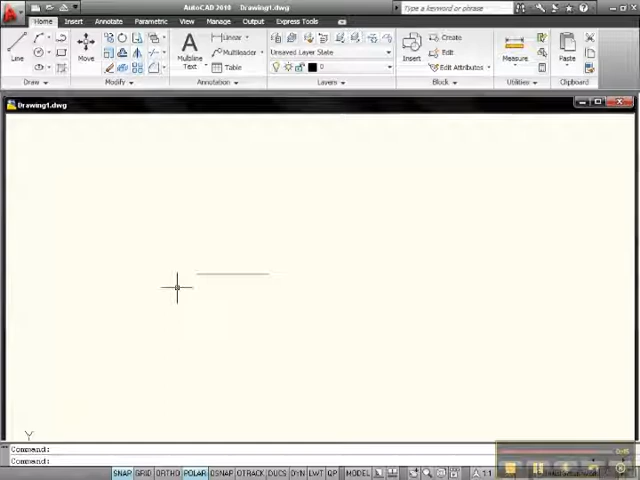 AutoCAD 2010 Drawing1.dwg
Type a keyword or phrase
Home Insert Annotate Parametric View Manage Output Express Tools
Line
Move
Multiline
Text
Linear
Multileader
Table
Unsaved Layer State
0
Insert
Create
Edit
Edit Attributes
Measure
Paste
Draw Modify Annotation Layers Block Utilities Clipboard
Drawing1.dwg
Y
Command:
Command:
SNAP GRID ORTHO POLAR OSNAP OTRACK DUCS DYN LWT QP MODEL 1:1